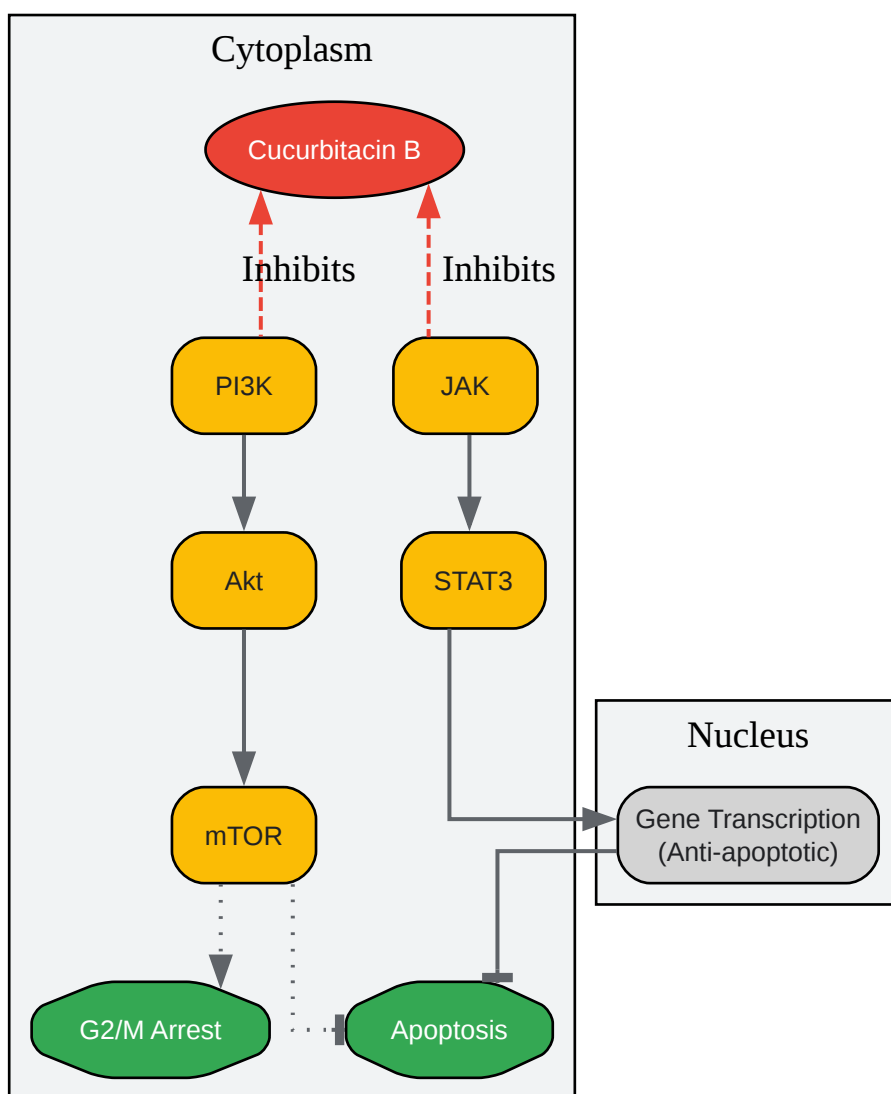 Cytoplasm
Cucurbitacin B
Inhibits
Inhibits
PI3K
JAK
Akt
STAT3
Nucleus
mTOR
Gene Transcription
(Anti-apoptotic)
G2/M Arrest
Apoptosis